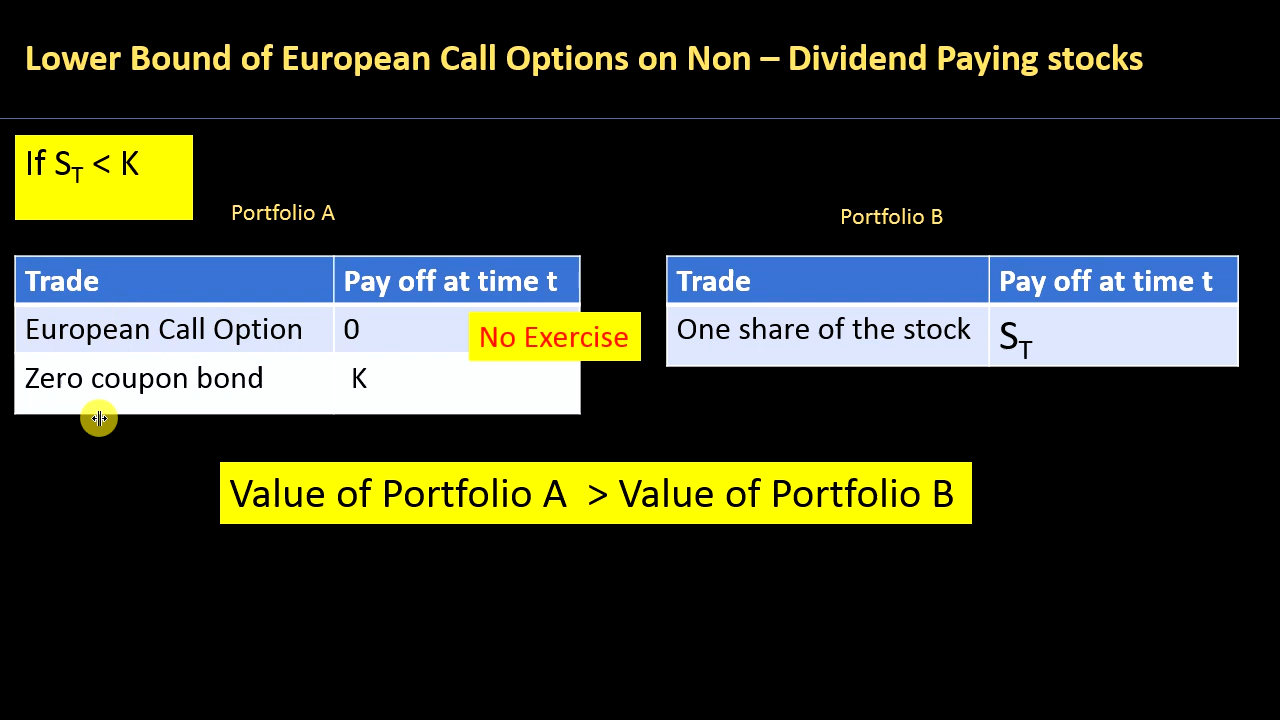 Lower Bound of European Call Options on Non – Dividend Paying stocks
If S_T < K
Portfolio A
Portfolio B
Trade Pay off at time t
European Call Option 0 No Exercise
Zero coupon bond K
Trade Pay off at time t
One share of the stock S_T
Value of Portfolio A > Value of Portfolio B